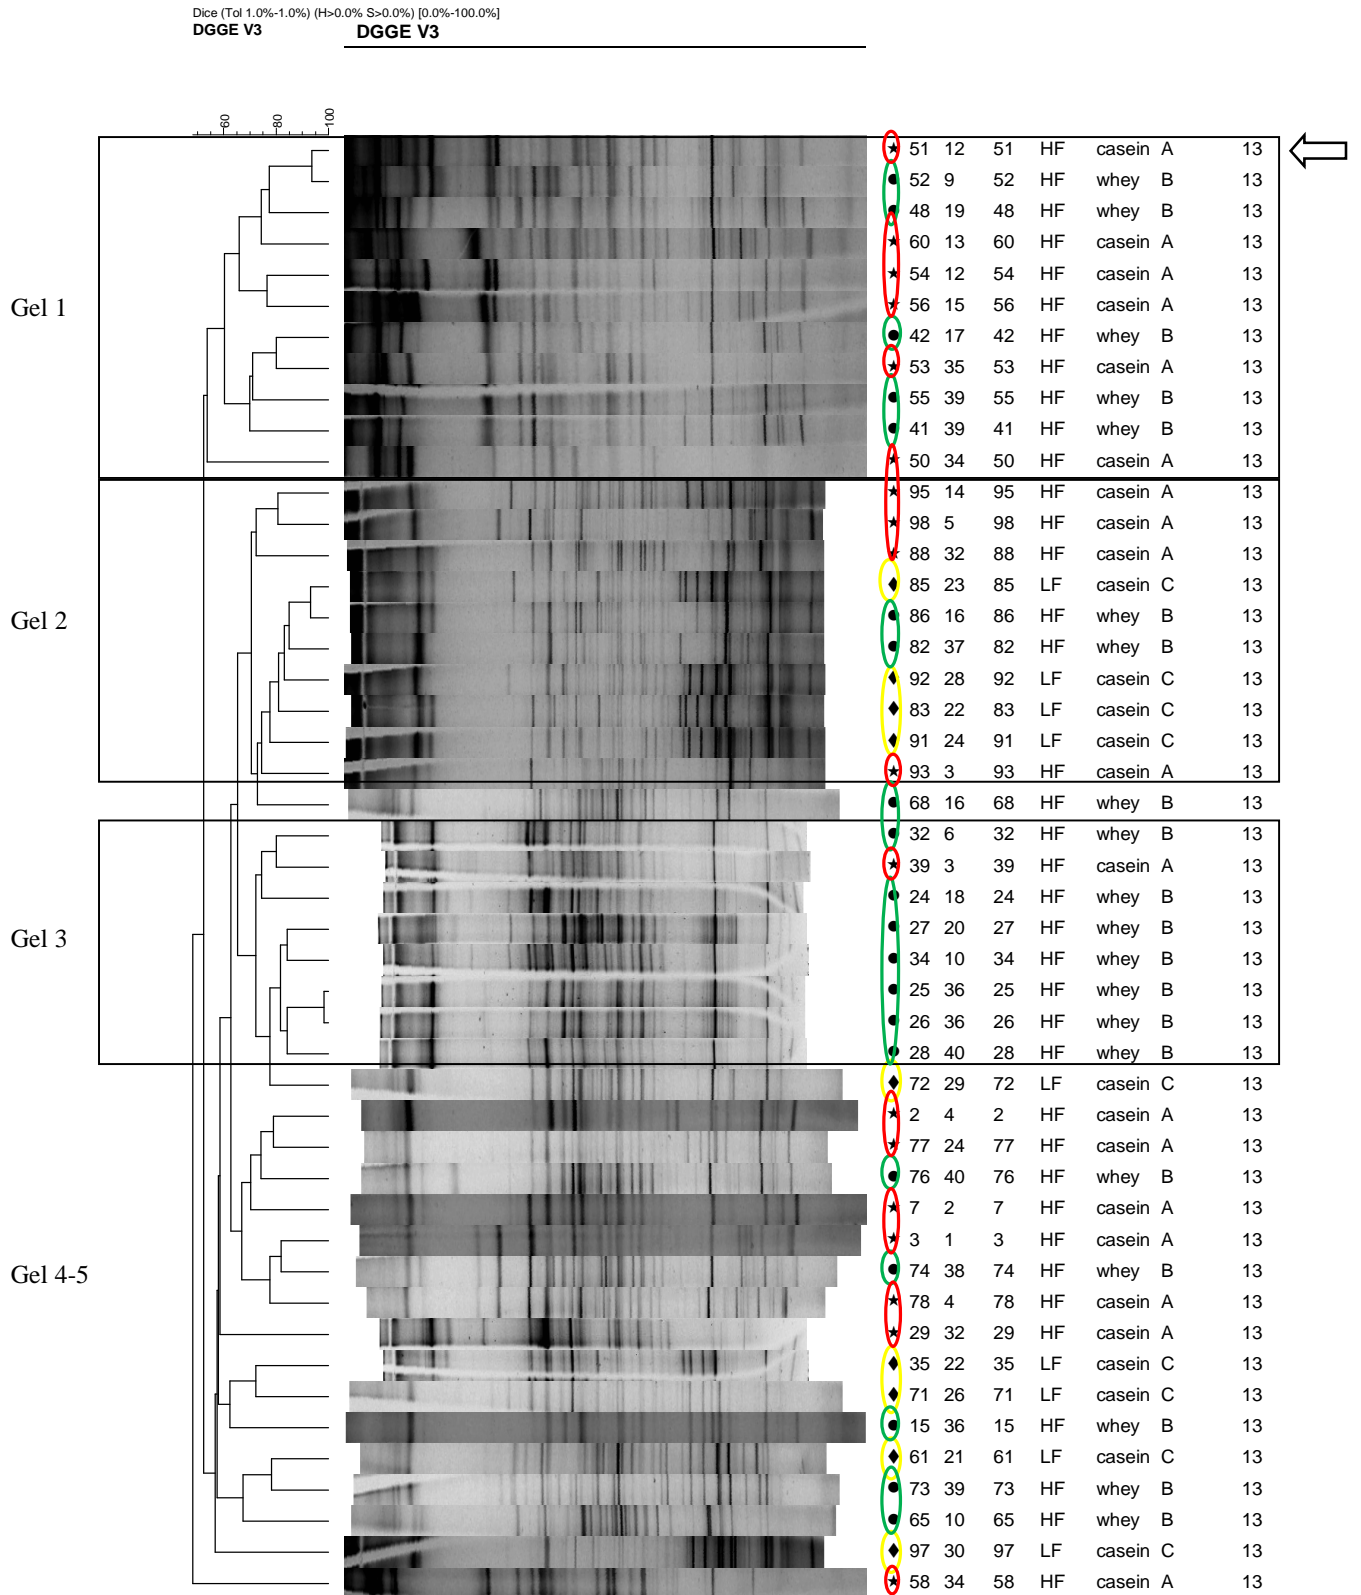 Dice (Tol 1.0%-1.0%) (H>0.0% S>0.0%) [0.0%-100.0%]
DGGE V3 DGGE V3
60 80 100
51 12 51 HF casein A 13
52 9 52 HF whey B 13
48 19 48 HF whey B 13
60 13 60 HF casein A 13
54 12 54 HF casein A 13
Gel 1 56 15 56 HF casein A 13
42 17 42 HF whey B 13
53 35 53 HF casein A 13
55 39 55 HF whey B 13
41 39 41 HF whey B 13
50 34 50 HF casein A 13
95 14 95 HF casein A 13
98 5 98 HF casein A 13
88 32 88 HF casein A 13
85 23 85 LF casein C 13
Gel 2 86 16 86 HF whey B 13
82 37 82 HF whey B 13
92 28 92 LF casein C 13
83 22 83 LF casein C 13
91 24 91 LF casein C 13
93 3 93 HF casein A 13
68 16 68 HF whey B 13
32 6 32 HF whey B 13
39 3 39 HF casein A 13
24 18 24 HF whey B 13
Gel 3 27 20 27 HF whey B 13
34 10 34 HF whey B 13
25 36 25 HF whey B 13
26 36 26 HF whey B 13
28 40 28 HF whey B 13
72 29 72 LF casein C 13
2 4 2 HF casein A 13
77 24 77 HF casein A 13
76 40 76 HF whey B 13
7 2 7 HF casein A 13
3 1 3 HF casein A 13
Gel 4-5 74 38 74 HF whey B 13
78 4 78 HF casein A 13
29 32 29 HF casein A 13
35 22 35 LF casein C 13
71 26 71 LF casein C 13
15 36 15 HF whey B 13
61 21 61 LF casein C 13
73 39 73 HF whey B 13
65 10 65 HF whey B 13
97 30 97 LF casein C 13
58 34 58 HF casein A 13